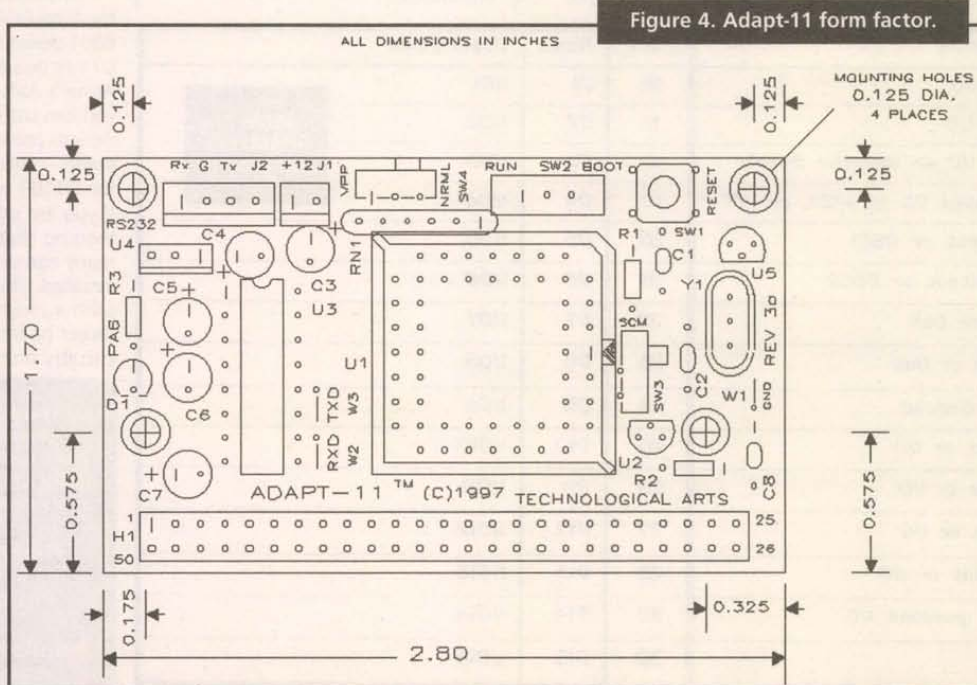 Figure 4. Adapt-11 form factor.
ALL DIMENSIONS IN INCHES
MOUNTING HOLES
0.125 DIA.
4 PLACES
0.125
0.125
0.125
0.125
1.70
0.575
0.575
0.175
0.325
2.80
Rx G Tx J2 +12 J1
VPP
NRML
SW4
RUN SW2 BOOT
RESET
RS232
U4
C4
C3
RN1
R1
SW1
C1
U5
R3
C5
U3
Y1
PA6
SCM
REV 3a
U1
D1
C6
TXD
W3
SW3
C2
W1
GND
RXD
W2
U2
R2
C7
C8
ADAPT-11 ™ (C)1997 TECHNOLOGICAL ARTS
1
25
H1
50
26